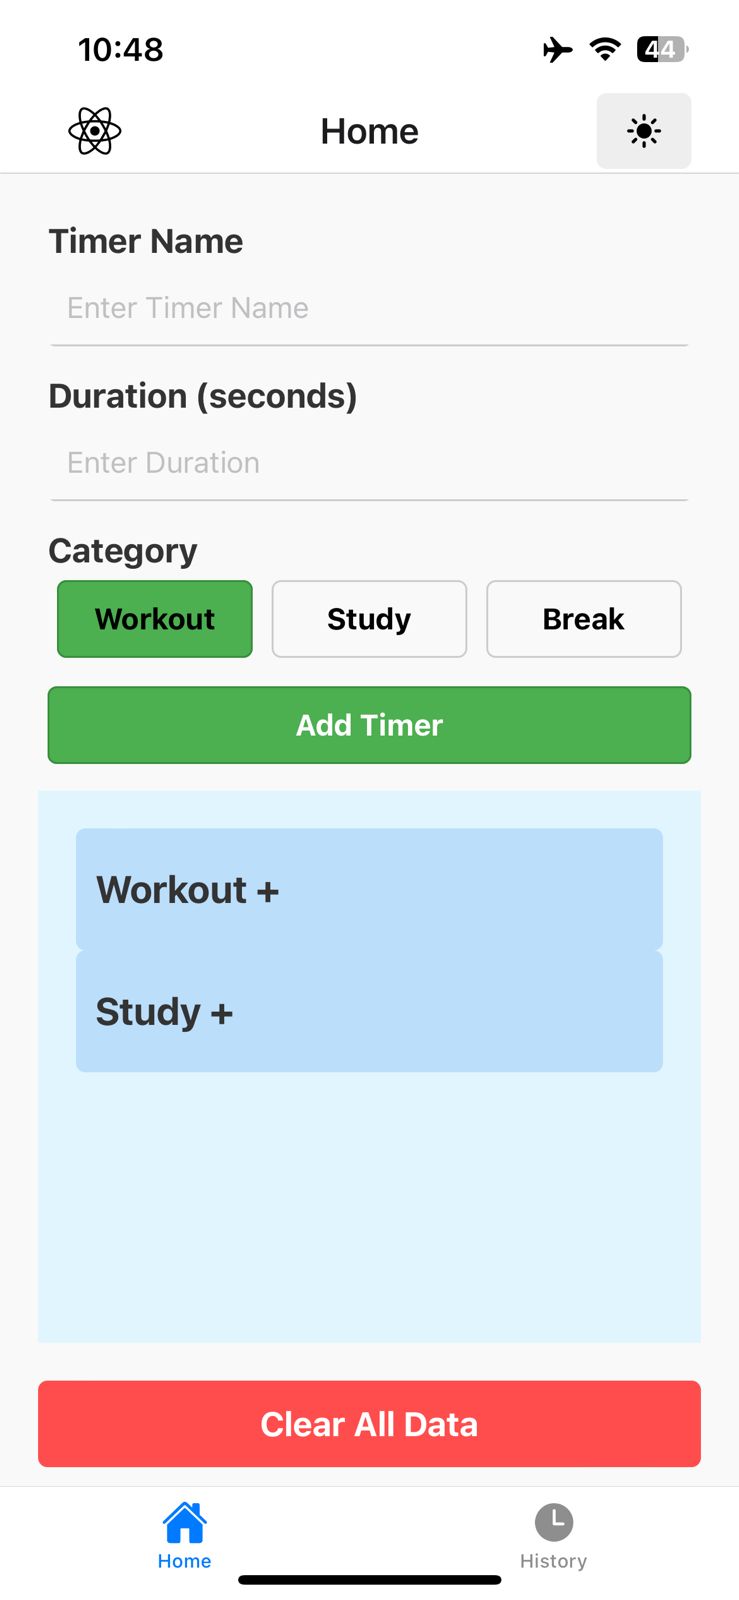 10:48
44
Home
Timer Name
Enter Timer Name
Duration (seconds)
Enter Duration
Category
Workout Study Break
Add Timer
Workout +
Study +
Clear All Data
Home History